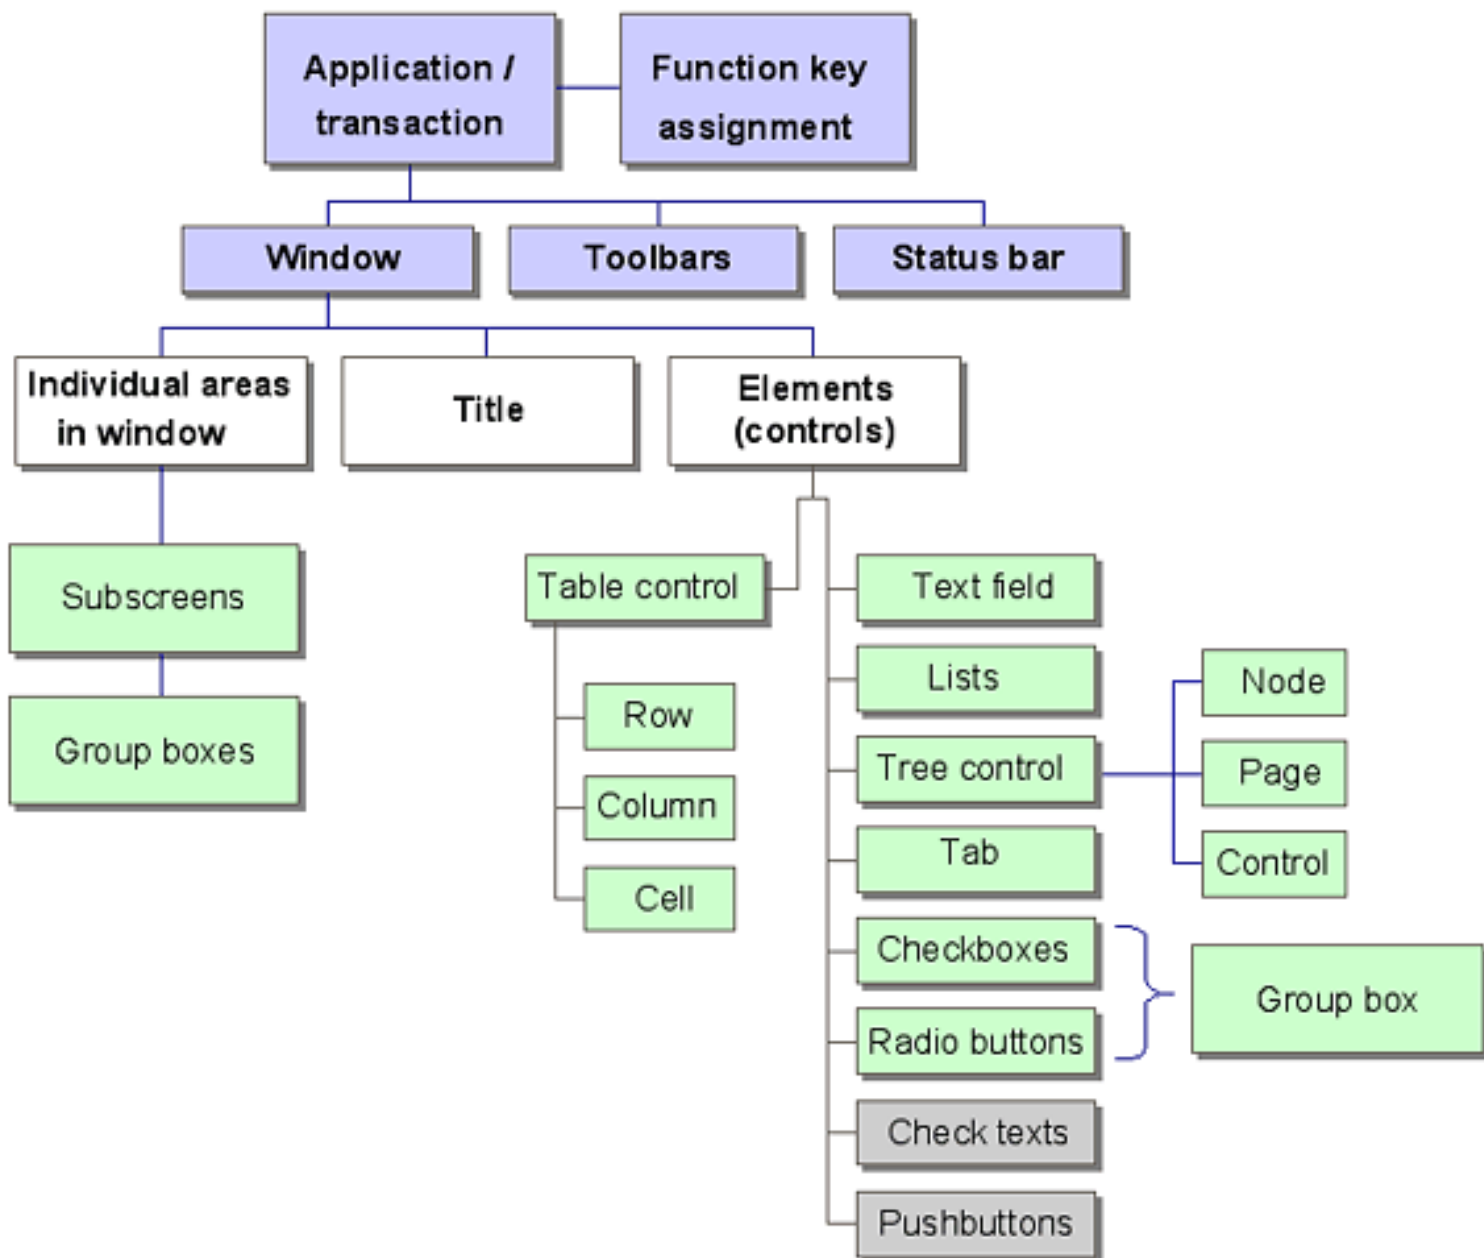 Application /
transaction
Function key
assignment
Window
Toolbars
Status bar
Individual areas
in window
Title
Elements
(controls)
Subscreens
Group boxes
Table control
Row
Column
Cell
Text field
Lists
Tree control
Tab
Checkboxes
Radio buttons
Check texts
Pushbuttons
Node
Page
Control
Group box